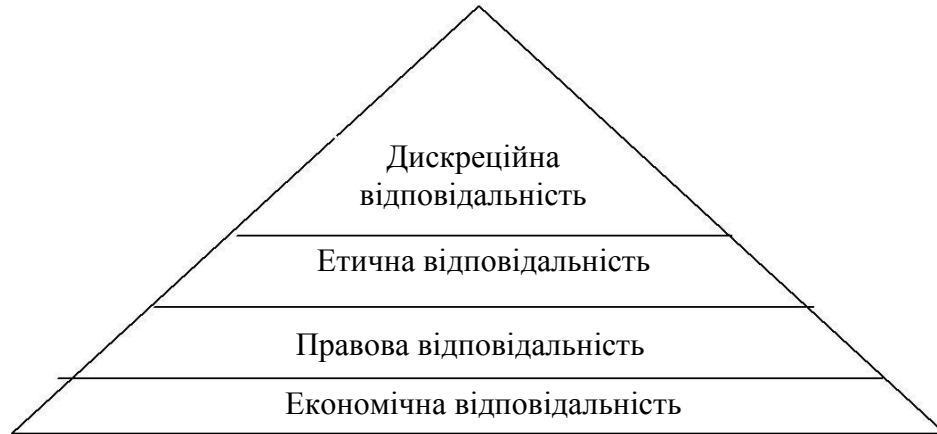 Дискреційна
відповідальність
Етична відповідальність
Правова відповідальність
Економічна відповідальність